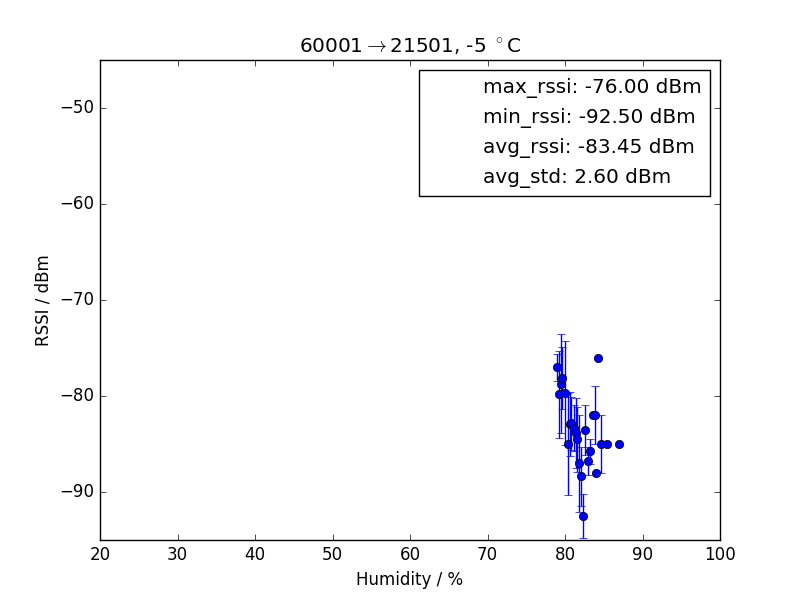 60001→21501, -5 °C
max_rssi: -76.00 dBm
min_rssi: -92.50 dBm
avg_rssi: -83.45 dBm
avg_std: 2.60 dBm
RSSI / dBm
−50
−60
−70
−80
−90
20 30 40 50 60 70 80 90 100
Humidity / %